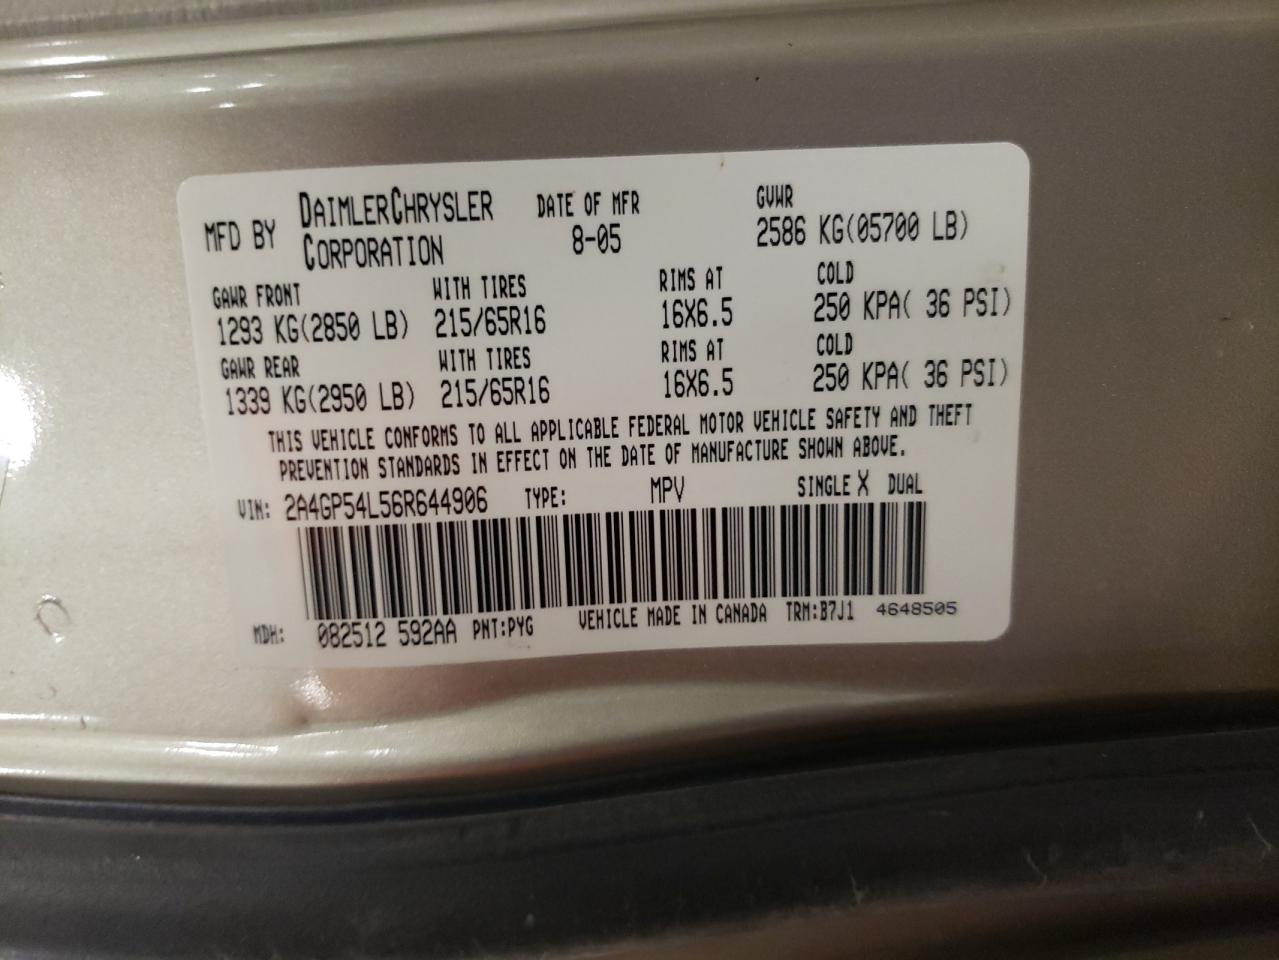 MFD BY DAIMLERCHRYSLER CORPORATION DATE OF MFR 8-05 GVWR 2586 KG(05700 LB)
GAWR FRONT WITH TIRES RIMS AT COLD
1293 KG(2850 LB) 215/65R16 16X6.5 250 KPA( 36 PSI)
GAWR REAR WITH TIRES RIMS AT COLD
1339 KG(2950 LB) 215/65R16 16X6.5 250 KPA( 36 PSI)
THIS VEHICLE CONFORMS TO ALL APPLICABLE FEDERAL MOTOR VEHICLE SAFETY AND THEFT
PREVENTION STANDARDS IN EFFECT ON THE DATE OF MANUFACTURE SHOWN ABOVE.
VIN: 2A4GP54L56R644906 TYPE: MPV SINGLE X DUAL
MDH: 082512 592AA PNT:PYG VEHICLE MADE IN CANADA TRM:B7J1 4648505